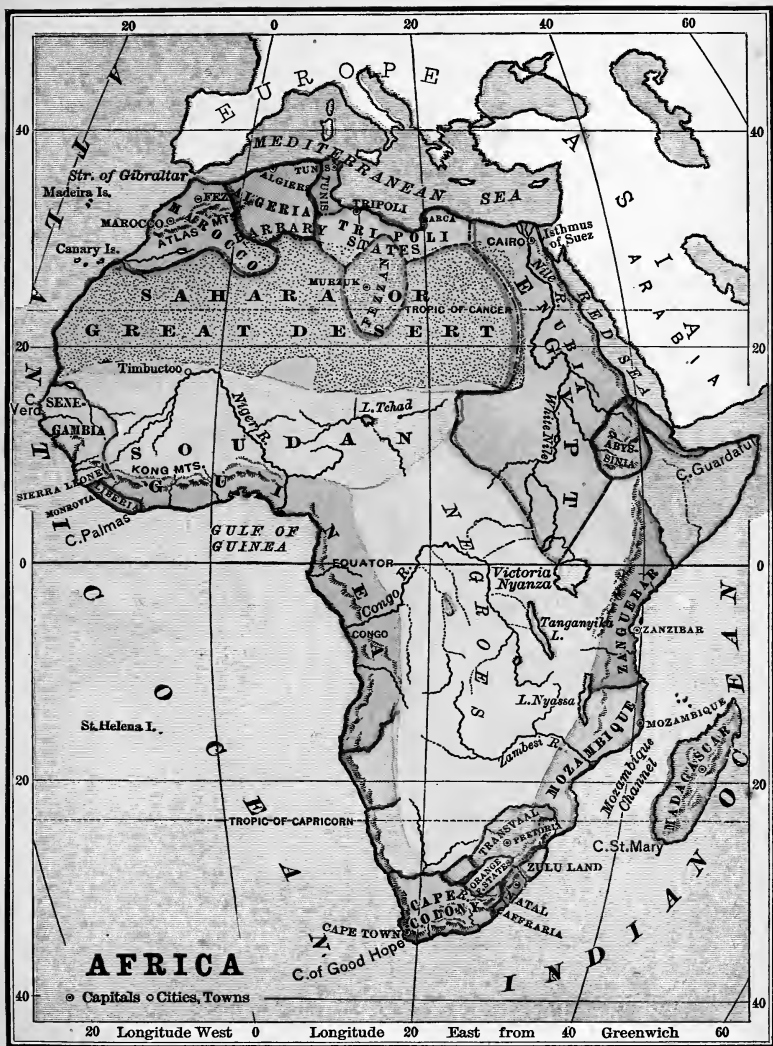 20 0 20 40 60
EUROPE
ASIA
ARABIA
40
40
MEDITERRANEAN
SEA
Str. of Gibraltar
Madeira Is.
Canary Is.
ALGIERS
TUNIS
TUNIS
FEZ
MAROCCO
MAROCCO
ATLAS MT.
ALGERIA
BARBARY
STATES
TRIPOLI
TRIPOLI
BARCA
CAIRO
Isthmus
of Suez
Nile R.
RED SEA
MURZUK
FEZZAN
SAHARA OR
TROPIC-OF-CANCER
GREAT DESERT
EGYPT
NUBIA
20
20
Timbuctoo
C. Verd
SENE-
GAMBIA
Niger R.
L. Tchad
SOUDAN
White Nile
ABYS-
SINIA
C. Guardafui
KONG MTS.
SIERRA LEONE
MONROVIA
LIBERIA
GUINEA
C. Palmas
GULF OF
GUINEA
NEGROES
0
EQUATOR
0
Victoria
Nyanza
Congo R.
CONGO
Tanganyika
L.
ZANGUEBAR
ZANZIBAR
L. Nyassa
MOZAMBIQUE
MOZAMBIQUE
Mozambique
Channel
Zambesi R.
MADAGASCAR
St. Helena I.
ATLANTIC OCEAN
20
20
TROPIC-OF-CAPRICORN
TRANSVAAL
PRETORIA
C. St. Mary
ORANGE
STATES
ZULU LAND
CAPE
COLONY
NATAL
CAFFRARIA
CAPE TOWN
C. of Good Hope
INDIAN OCEAN
AFRICA
Capitals Cities, Towns
40
40
20 Longitude West 0 Longitude 20 East from 40 Greenwich 60